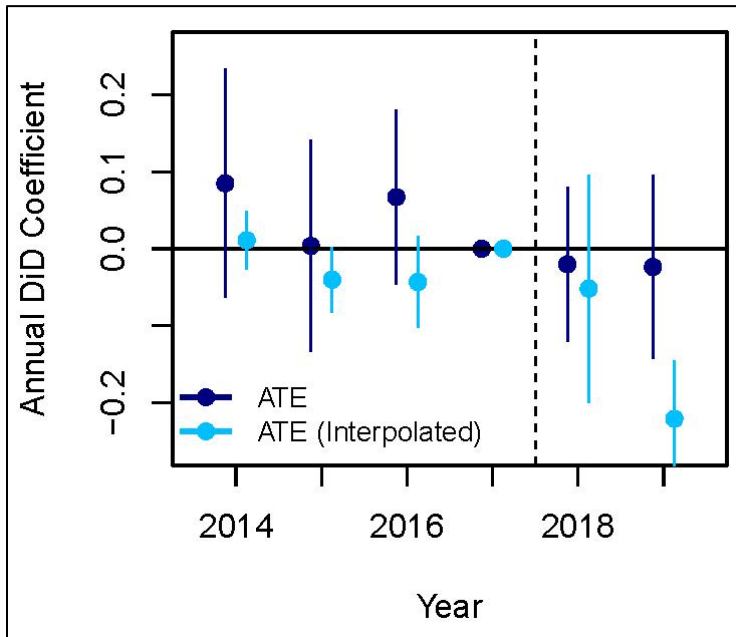 Annual DiD Coefficient
0.2
0.1
0.0
−0.2
ATE
ATE (Interpolated)
2014 2016 2018
Year